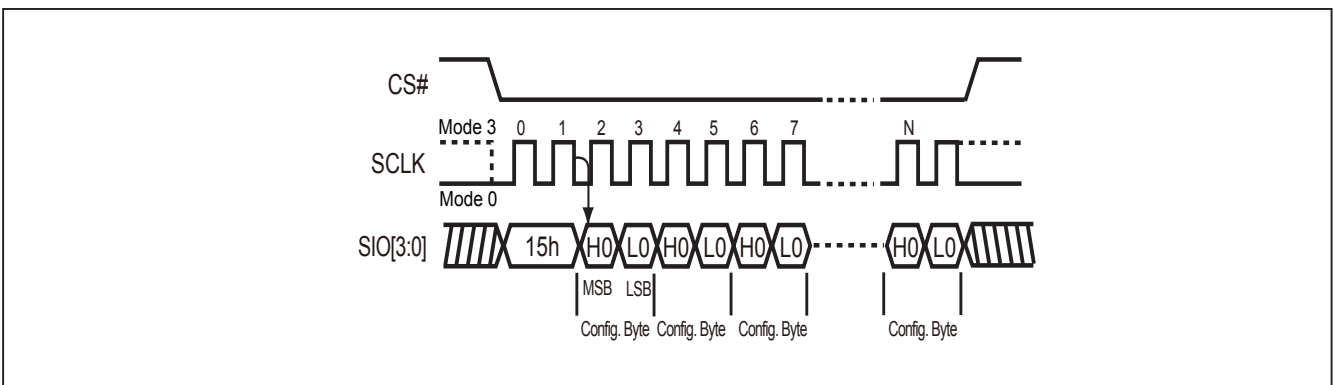 CS#
Mode 3 0 1 2 3 4 5 6 7 N
SCLK
Mode 0
SIO[3:0] 15h H0 L0 H0 L0 H0 L0 H0 L0
MSB LSB
Config. Byte Config. Byte Config. Byte Config. Byte